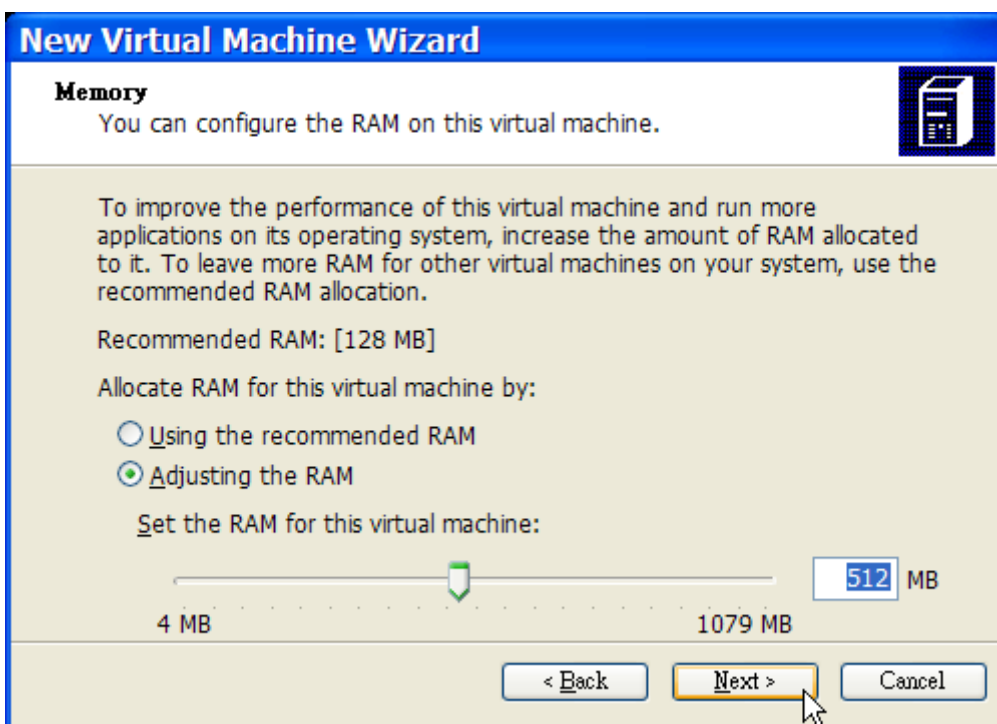 New Virtual Machine Wizard
Memory
You can configure the RAM on this virtual machine.
To improve the performance of this virtual machine and run more
applications on its operating system, increase the amount of RAM allocated
to it. To leave more RAM for other virtual machines on your system, use the
recommended RAM allocation.
Recommended RAM: [128 MB]
Allocate RAM for this virtual machine by:
Using the recommended RAM
Adjusting the RAM
Set the RAM for this virtual machine:
512 MB
4 MB 1079 MB
< Back Next > Cancel